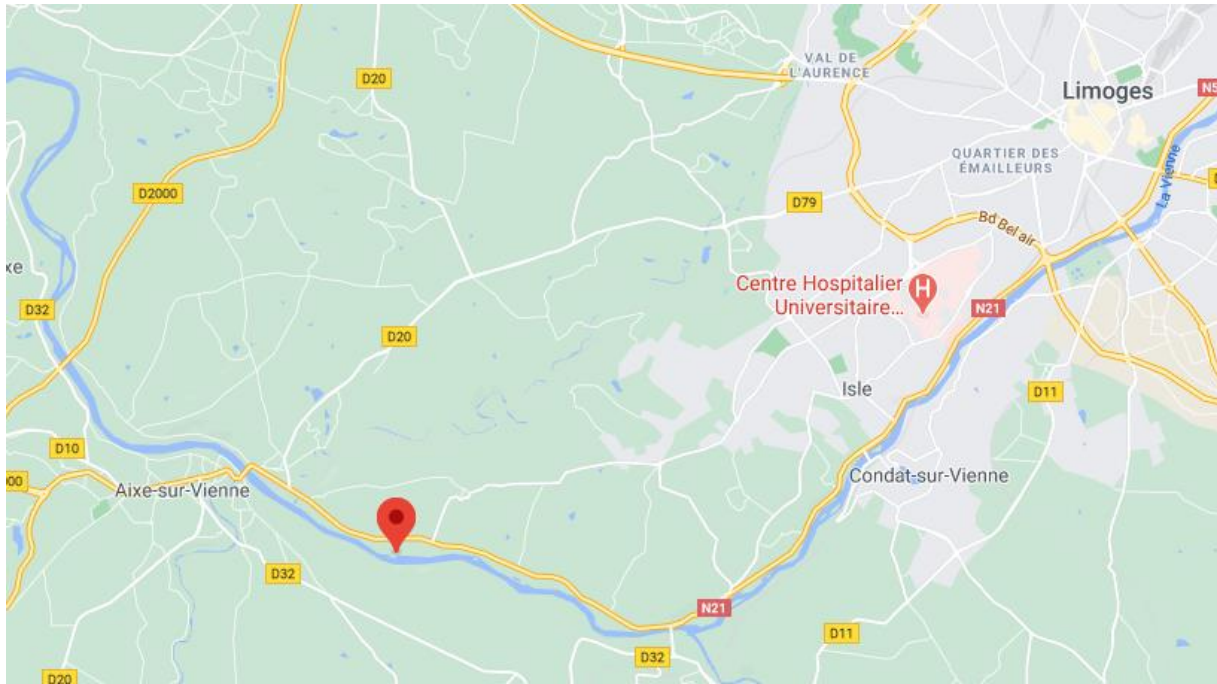 VAL DE
L'AURENCE
D20
Limoges
N5
QUARTIER DES
ÉMAILLEURS
La Vienne
D2000
D79
Bd Bel air
xe
D32
Centre Hospitalier
Universitaire...
H
N21
D20
Isle
D11
D10
00
Aixe-sur-Vienne
Condat-sur-Vienne
D32
N21
D11
D32
D20